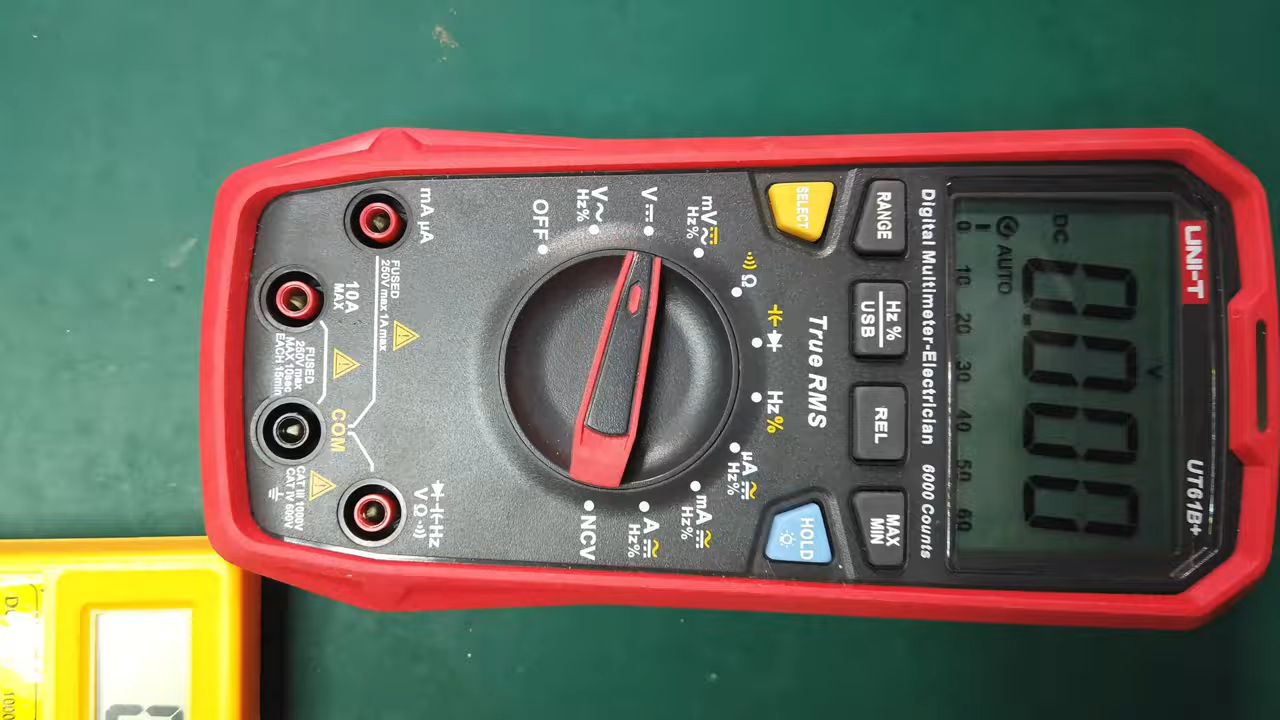 UNI-T
UT61B+
DC
0.000
V
AUTO
0 10 20 30 40 50 60
Digital Multimeter-Electrician 6000 Counts
RANGE
Hz %
USB
REL
MAX
MIN
SELECT
True RMS
HOLD
OFF
V~
Hz%
V⎓
mV
Hz%
Ω
Hz%
µA
Hz%
mA
Hz%
A
Hz%
NCV
mA µA
10A
MAX
COM
Hz
V Ω
FUSED
250V max 1A max
FUSED
250V max
MAX 10sec
EACH 15min
CAT III 1000V
CAT IV 600V